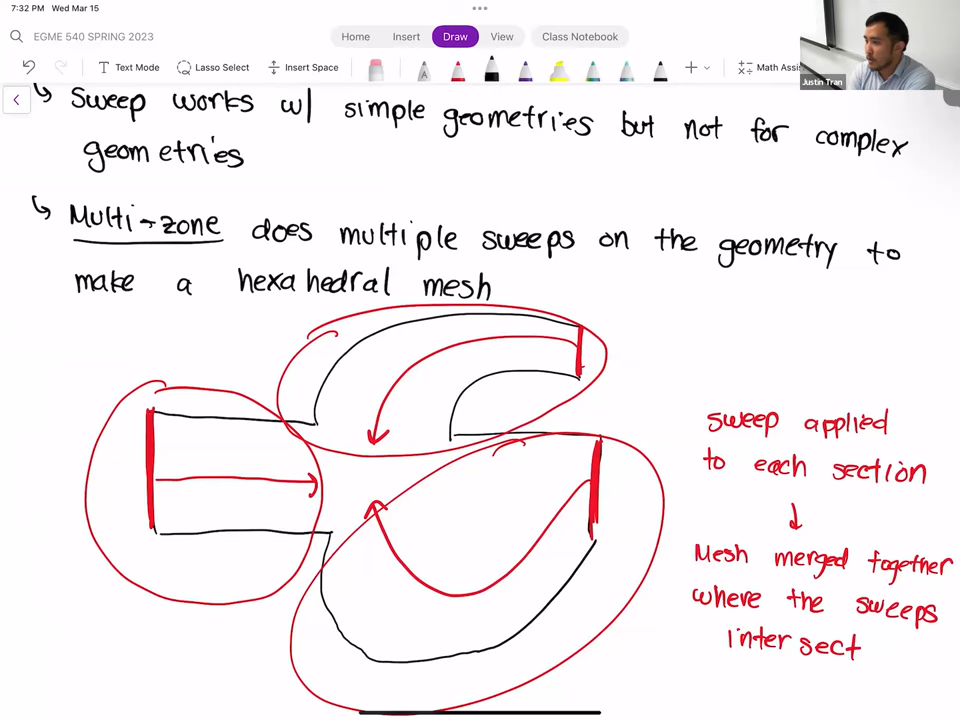 7:32 PM Wed Mar 15
EGME 540 SPRING 2023
Home Insert Draw View Class Notebook
Text Mode Lasso Select Insert Space A Math Assis
Justin Tran
Sweep works w/ simple geometries but not for complex
geometries
Multi-zone does multiple sweeps on the geometry to
make a hexahedral mesh
sweep applied
to each section
Mesh merged together
where the sweeps
intersect